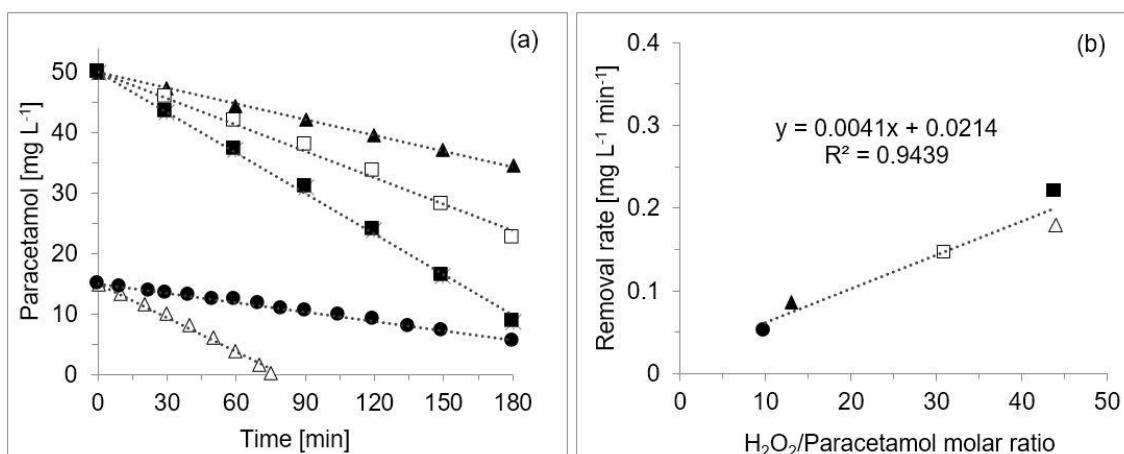 (a)
Paracetamol [mg L⁻¹]
50
40
30
20
10
0
0 30 60 90 120 150 180
Time [min]
(b)
Removal rate [mg L⁻¹ min⁻¹]
0.4
0.3
0.2
0.1
0
y = 0.0041x + 0.0214
R² = 0.9439
0 10 20 30 40 50
H₂O₂/Paracetamol molar ratio